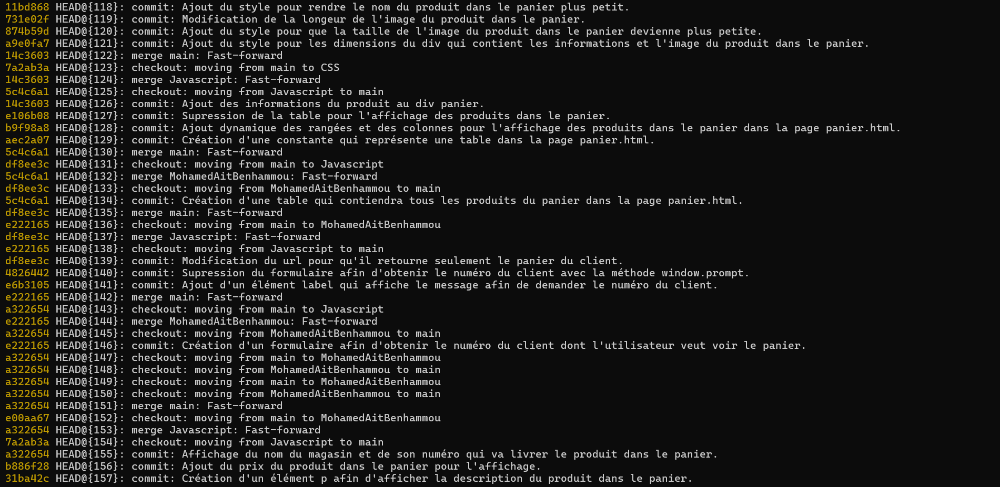 11bd868 HEAD@{118}: commit: Ajout du style pour rendre le nom du produit dans le panier plus petit.
731e02f HEAD@{119}: commit: Modification de la longeur de l'image du produit dans le panier.
874b59d HEAD@{120}: commit: Ajout du style pour que la taille de l'image du produit dans le panier devienne plus petite.
a9e0fa7 HEAD@{121}: commit: Ajout du style pour les dimensions du div qui contient les informations et l'image du produit dans le panier.
14c3603 HEAD@{122}: merge main: Fast-forward
7a2ab3a HEAD@{123}: checkout: moving from main to CSS
14c3603 HEAD@{124}: merge Javascript: Fast-forward
5c4c6a1 HEAD@{125}: checkout: moving from Javascript to main
14c3603 HEAD@{126}: commit: Ajout des informations du produit au div panier.
e106b08 HEAD@{127}: commit: Supression de la table pour l'affichage des produits dans le panier.
b9f98a8 HEAD@{128}: commit: Ajout dynamique des rangées et des colonnes pour l'affichage des produits dans le panier dans la page panier.html.
aec2a07 HEAD@{129}: commit: Création d'une constante qui représente une table dans la page panier.html.
5c4c6a1 HEAD@{130}: merge main: Fast-forward
df8ee3c HEAD@{131}: checkout: moving from main to Javascript
5c4c6a1 HEAD@{132}: merge MohamedAitBenhammou: Fast-forward
df8ee3c HEAD@{133}: checkout: moving from MohamedAitBenhammou to main
5c4c6a1 HEAD@{134}: commit: Création d'une table qui contiendra tous les produits du panier dans la page panier.html.
df8ee3c HEAD@{135}: merge main: Fast-forward
e222165 HEAD@{136}: checkout: moving from main to MohamedAitBenhammou
df8ee3c HEAD@{137}: merge Javascript: Fast-forward
e222165 HEAD@{138}: checkout: moving from Javascript to main
df8ee3c HEAD@{139}: commit: Modification du url pour qu'il retourne seulement le panier du client.
4826442 HEAD@{140}: commit: Supression du formulaire afin d'obtenir le numéro du client avec la méthode window.prompt.
e6b3105 HEAD@{141}: commit: Ajout d'un élément label qui affiche le message afin de demander le numéro du client.
e222165 HEAD@{142}: merge main: Fast-forward
a322654 HEAD@{143}: checkout: moving from main to Javascript
e222165 HEAD@{144}: merge MohamedAitBenhammou: Fast-forward
a322654 HEAD@{145}: checkout: moving from MohamedAitBenhammou to main
e222165 HEAD@{146}: commit: Création d'un formulaire afin d'obtenir le numéro du client dont l'utilisateur veut voir le panier.
a322654 HEAD@{147}: checkout: moving from main to MohamedAitBenhammou
a322654 HEAD@{148}: checkout: moving from MohamedAitBenhammou to main
a322654 HEAD@{149}: checkout: moving from main to MohamedAitBenhammou
a322654 HEAD@{150}: checkout: moving from MohamedAitBenhammou to main
a322654 HEAD@{151}: merge main: Fast-forward
e00aa67 HEAD@{152}: checkout: moving from main to MohamedAitBenhammou
a322654 HEAD@{153}: merge Javascript: Fast-forward
7a2ab3a HEAD@{154}: checkout: moving from Javascript to main
a322654 HEAD@{155}: commit: Affichage du nom du magasin et de son numéro qui va livrer le produit dans le panier.
b886f28 HEAD@{156}: commit: Ajout du prix du produit dans le panier pour l'affichage.
31ba42c HEAD@{157}: commit: Création d'un élément p afin d'afficher la description du produit dans le panier.